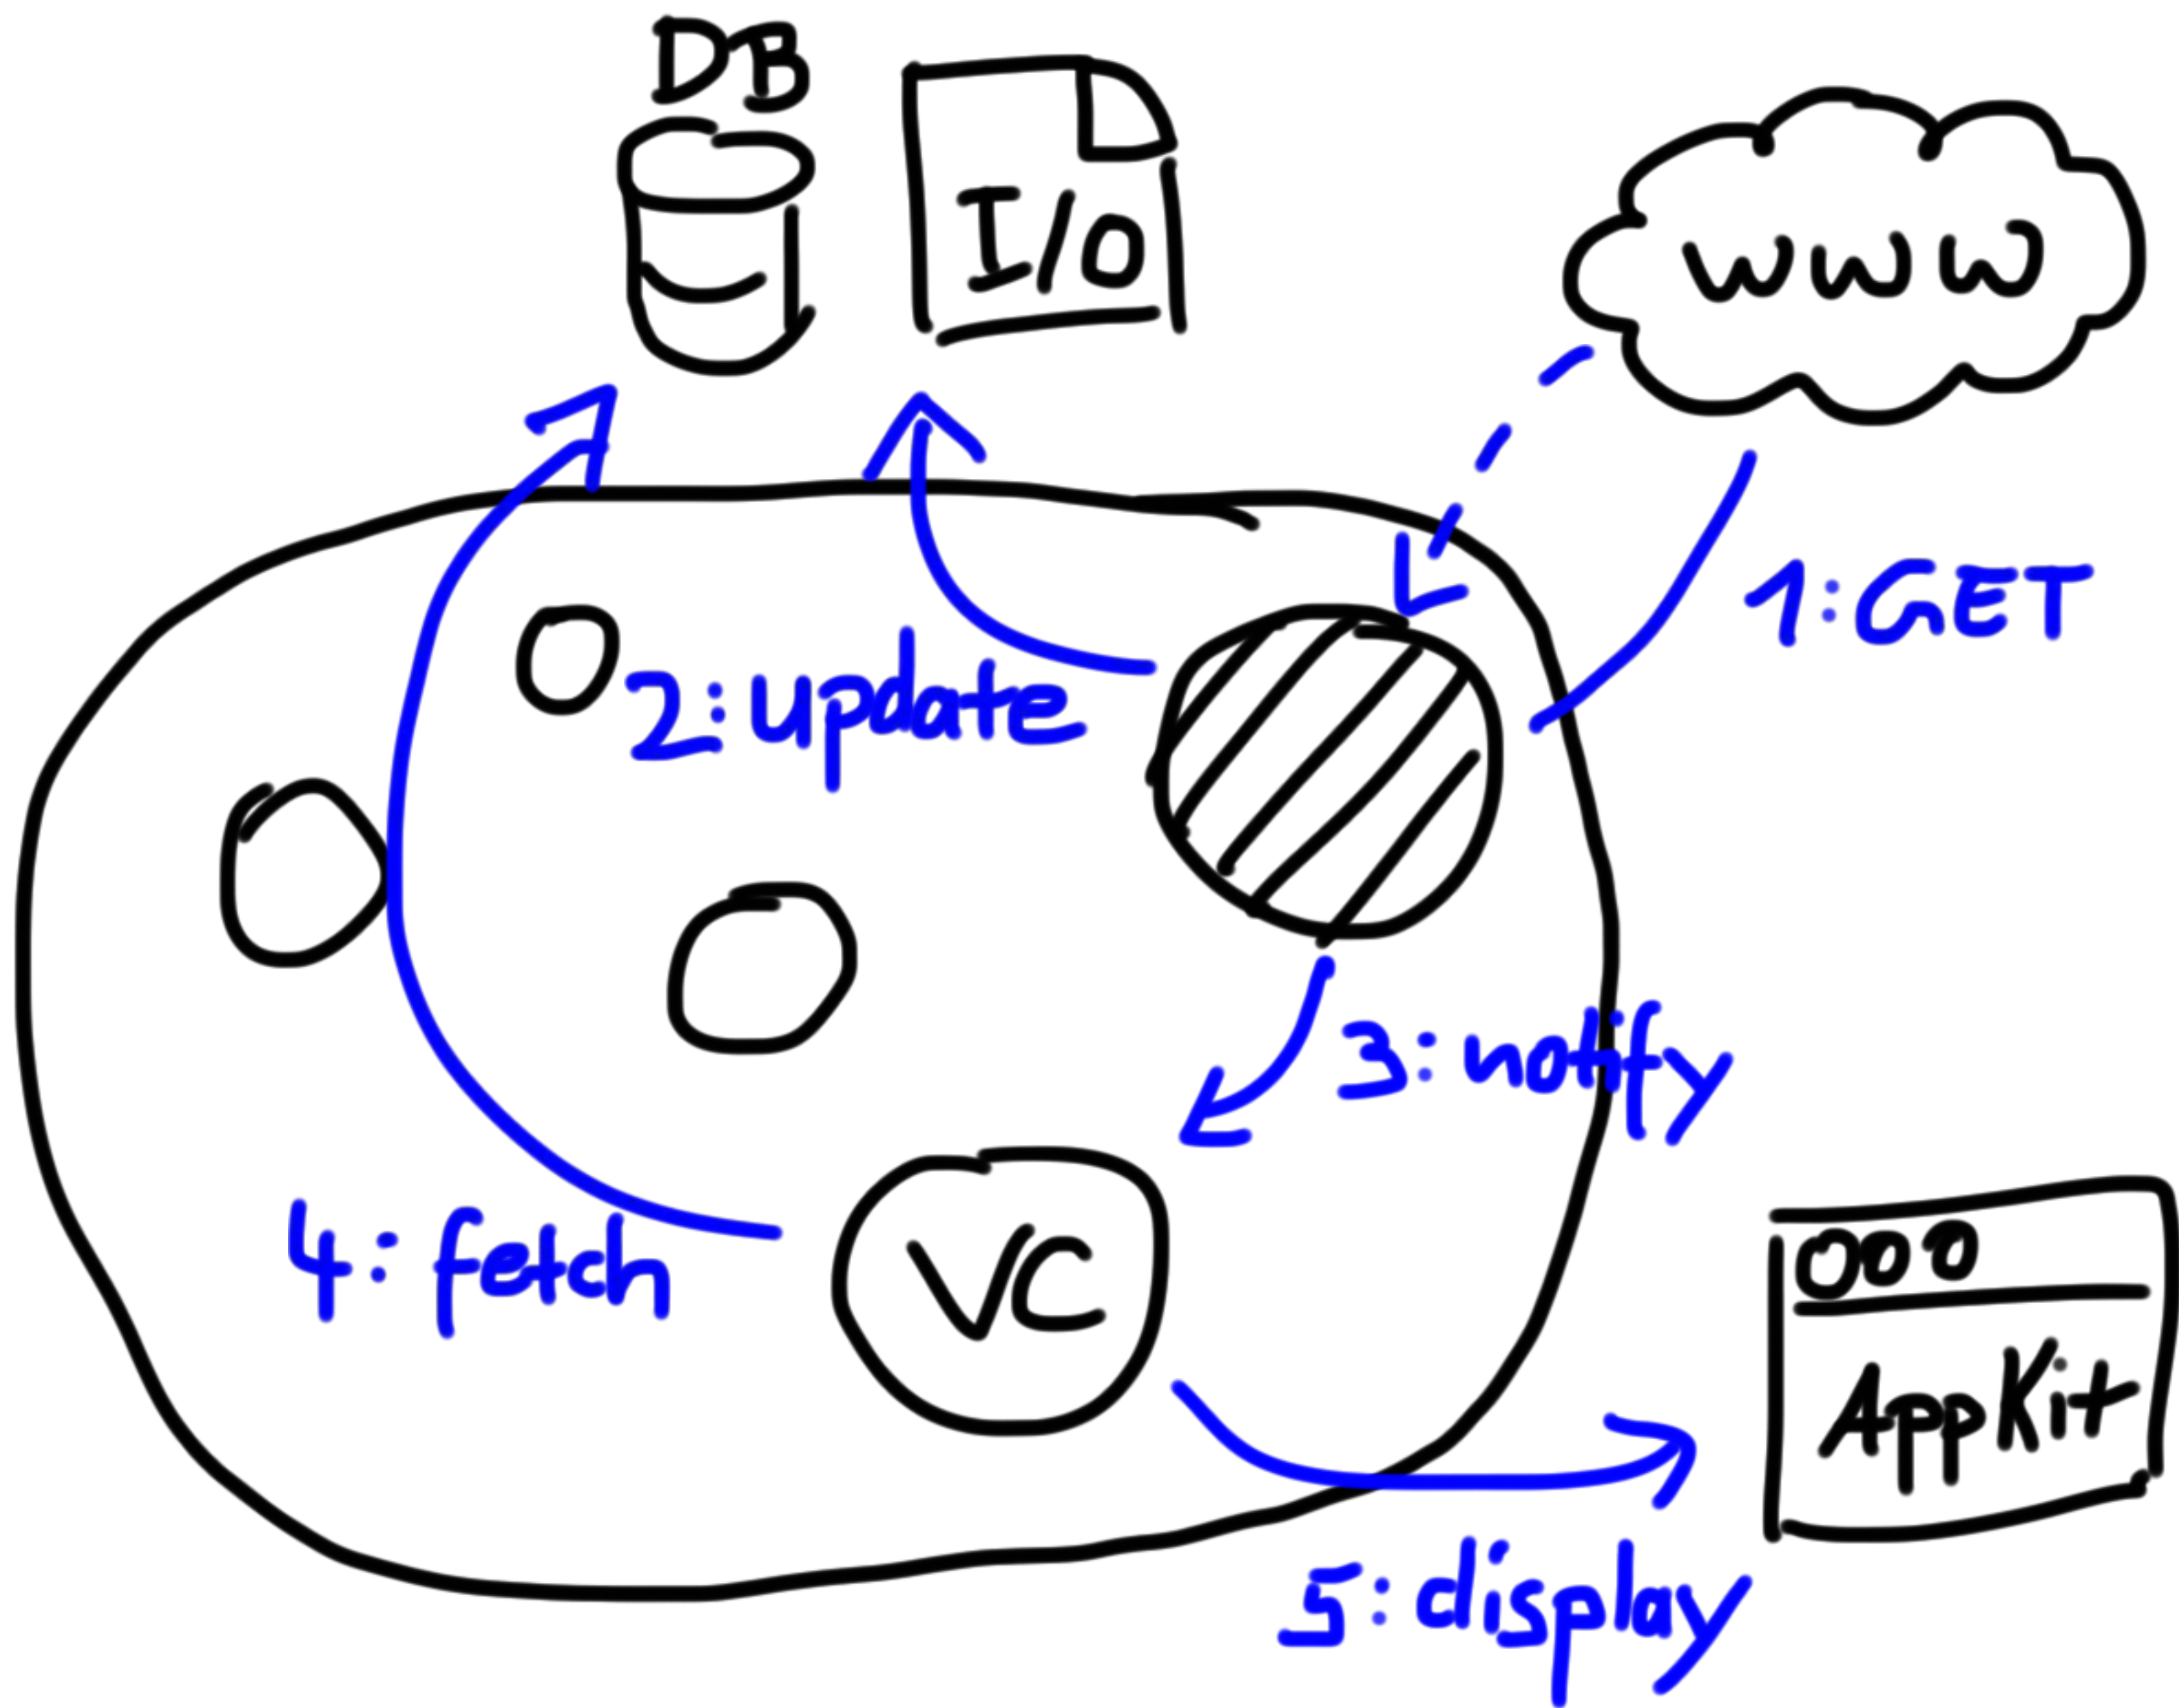 DB
I/O
www
1: GET
2: update
3: notify
4: fetch
VC
AppKit
5: display